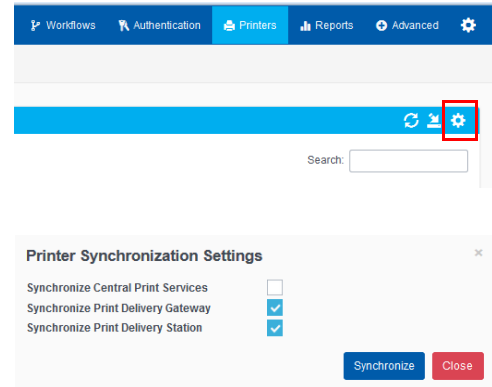 Workflows Authentication Printers Reports Advanced
Search:
Printer Synchronization Settings ×
Synchronize Central Print Services
Synchronize Print Delivery Gateway
Synchronize Print Delivery Station
Synchronize Close